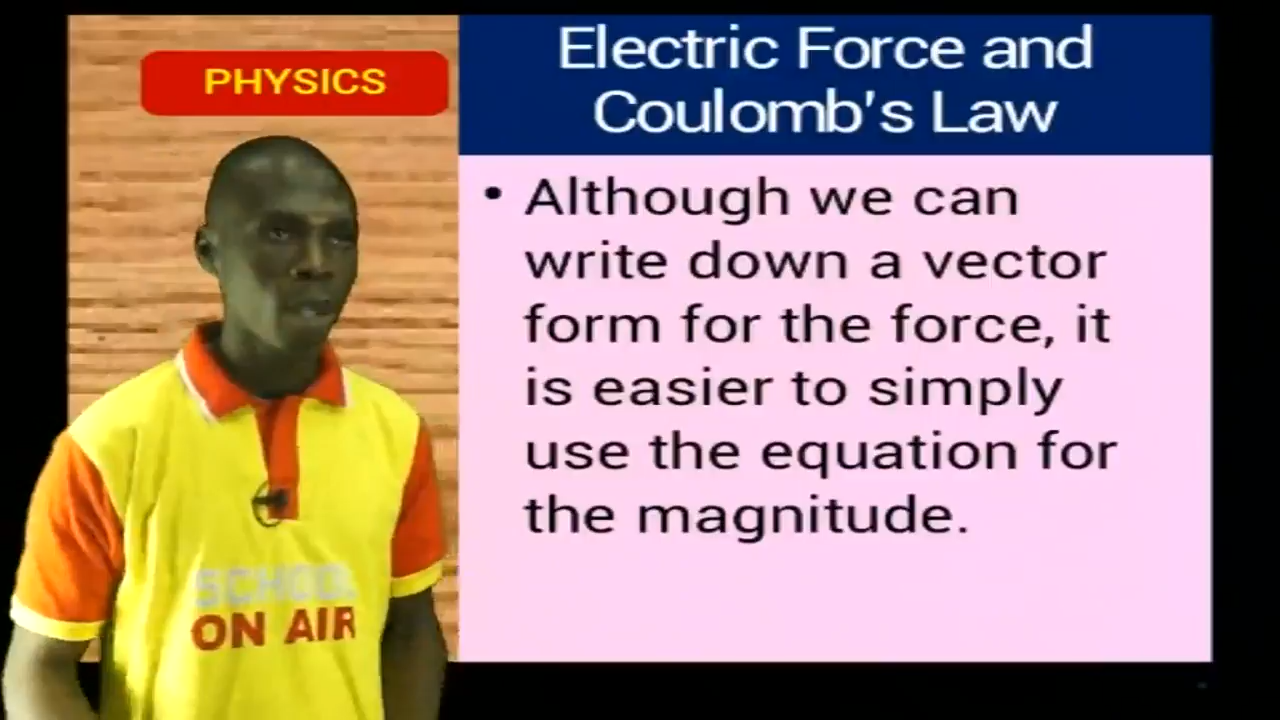 PHYSICS
Electric Force and
Coulomb's Law
• Although we can
write down a vector
form for the force, it
is easier to simply
use the equation for
the magnitude.
SCHOOL
ON AIR